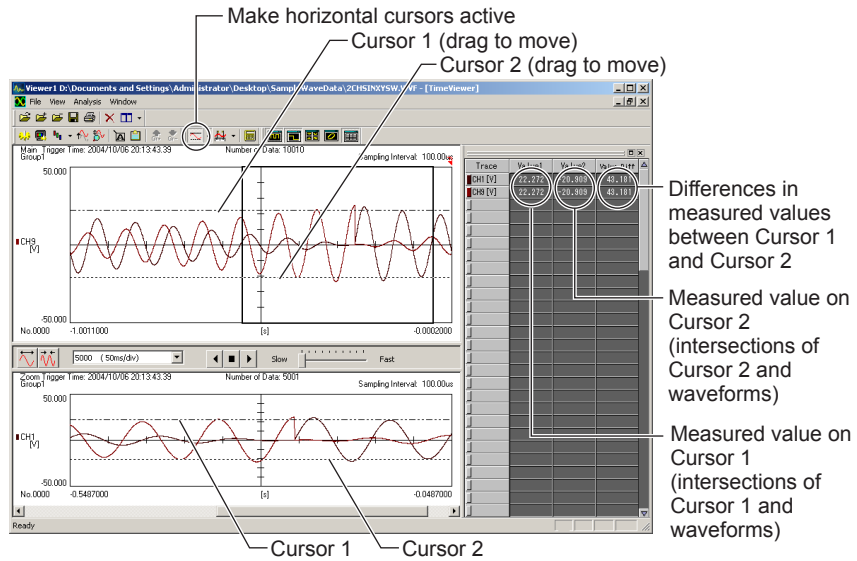 Make horizontal cursors active
Cursor 1 (drag to move)
Cursor 2 (drag to move)
Viewer1 D:\Documents and Settings\Administrator\Desktop\Sample WaveData\2CHSINXYSW.WVF - [TimeViewer]
File View Analysis Window
Main Trigger Time: 2004/10/06 20:13:43.39 Number of Data: 10010
Group1 Sampling Interval: 100.00us
50.000
CH9
[V]
-50.000
No.0000 -1.0011000 [s] -0.0002000
Trace Value1 Value2 Value Diff
CH1 [V] 22.272 -20.909 43.181
CH9 [V] 22.272 -20.909 43.181
Differences in
measured values
between Cursor 1
and Cursor 2
Measured value on
Cursor 2
(intersections of
Cursor 2 and
waveforms)
Measured value on
Cursor 1
(intersections of
Cursor 1 and
waveforms)
5000 ( 50ms/div) Slow Fast
Zoom Trigger Time: 2004/10/06 20:13:43.39 Number of Data: 5001
Group1 Sampling Interval: 100.00us
50.000
CH1
[V]
-50.000
No.0000 -0.5487000 [s] -0.0487000
Ready
Cursor 1 Cursor 2